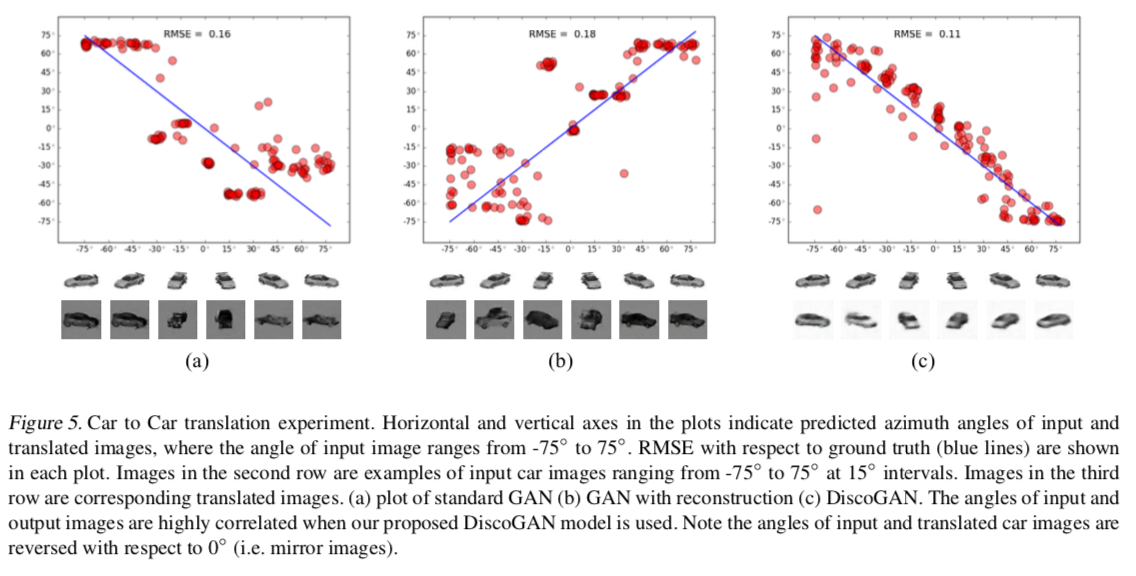 RMSE = 0.16
75°
60°
45°
30°
15°
0°
-15°
-30°
-45°
-60°
-75°
-75° -60° -45° -30° -15° 0° 15° 30° 45° 60° 75°
(a)
RMSE = 0.18
75°
60°
45°
30°
15°
0°
-15°
-30°
-45°
-60°
-75°
-75° -60° -45° -30° -15° 0° 15° 30° 45° 60° 75°
(b)
RMSE = 0.11
75°
60°
45°
30°
15°
0°
-15°
-30°
-45°
-60°
-75°
-75° -60° -45° -30° -15° 0° 15° 30° 45° 60° 75°
(c)
Figure 5. Car to Car translation experiment. Horizontal and vertical axes in the plots indicate predicted azimuth angles of input and
translated images, where the angle of input image ranges from -75° to 75°. RMSE with respect to ground truth (blue lines) are shown
in each plot. Images in the second row are examples of input car images ranging from -75° to 75° at 15° intervals. Images in the third
row are corresponding translated images. (a) plot of standard GAN (b) GAN with reconstruction (c) DiscoGAN. The angles of input and
output images are highly correlated when our proposed DiscoGAN model is used. Note the angles of input and translated car images are
reversed with respect to 0° (i.e. mirror images).